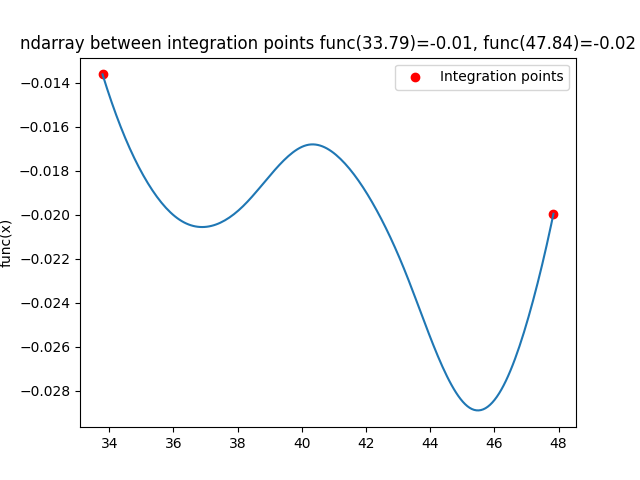 ndarray between integration points func(33.79)=-0.01, func(47.84)=-0.02
Integration points
func(x)
−0.014
−0.016
−0.018
−0.020
−0.022
−0.024
−0.026
−0.028
34 36 38 40 42 44 46 48